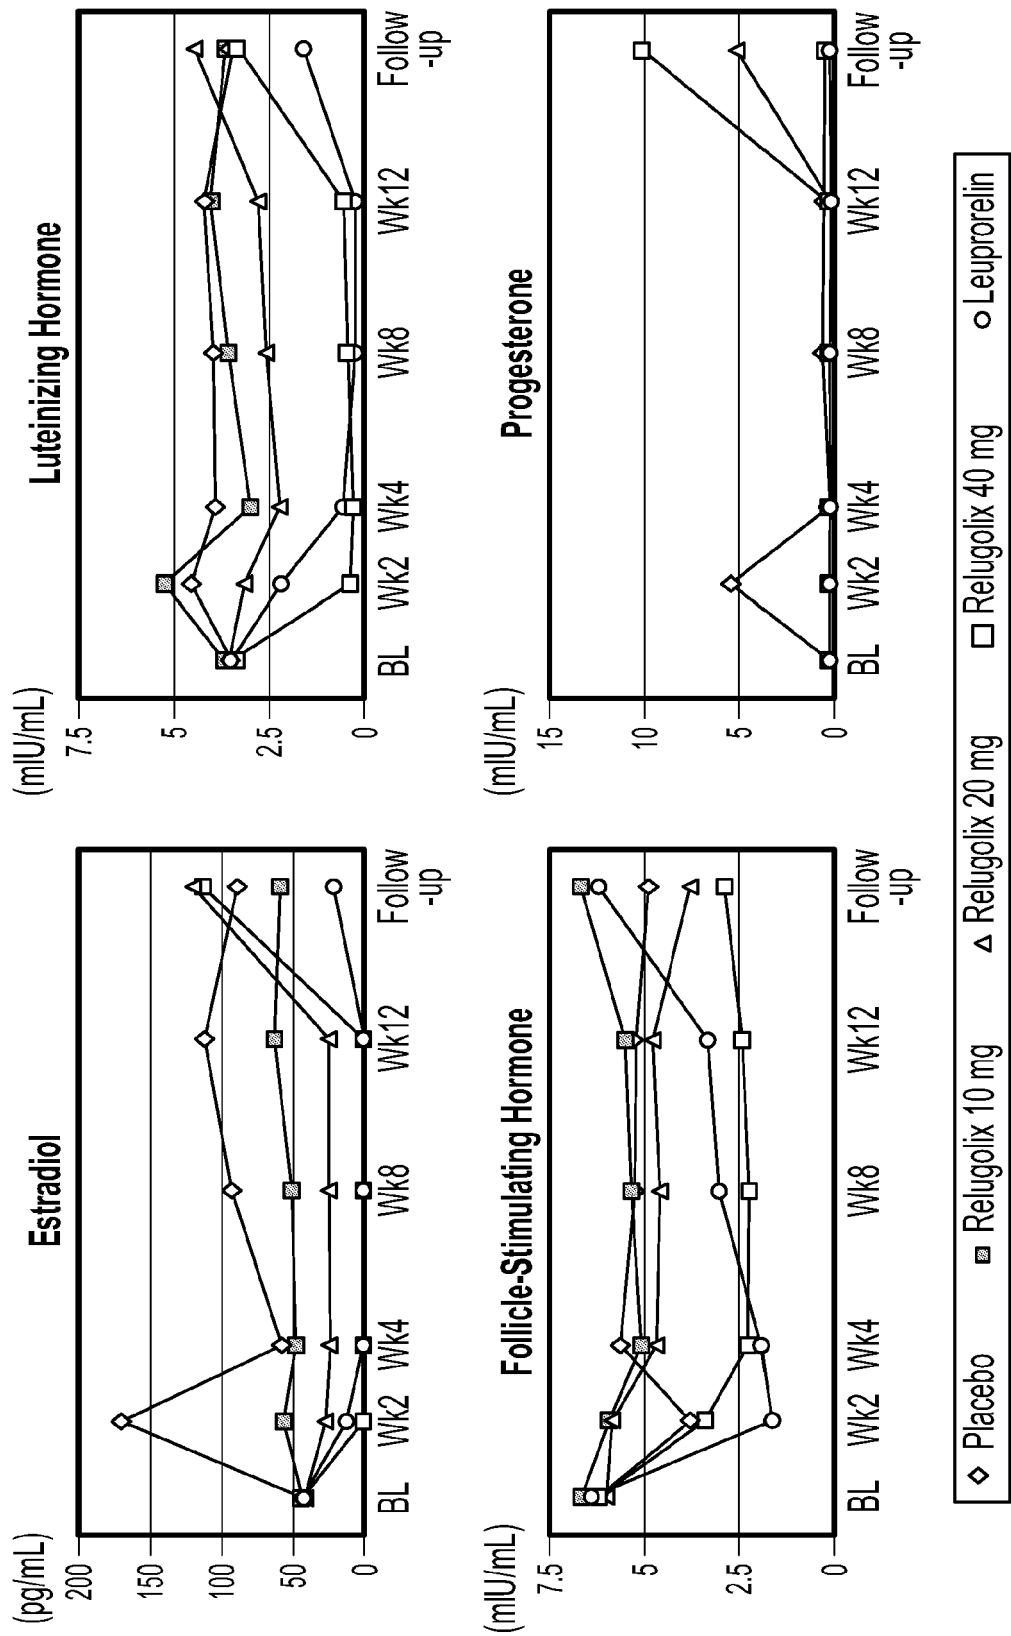 Estradiol
(pg/mL)
200
150
100
50
0
BL
Wk2
Wk4
Wk8
Wk12
Follow
-up
Luteinizing Hormone
(mIU/mL)
7.5
5
2.5
0
BL
Wk2
Wk4
Wk8
Wk12
Follow
-up
Follicle-Stimulating Hormone
(mIU/mL)
7.5
5
2.5
0
BL
Wk2
Wk4
Wk8
Wk12
Follow
-up
Progesterone
(mIU/mL)
15
10
5
0
BL
Wk2
Wk4
Wk8
Wk12
Follow
-up
Placebo
Relugolix 10 mg
Relugolix 20 mg
Relugolix 40 mg
Leuprorelin